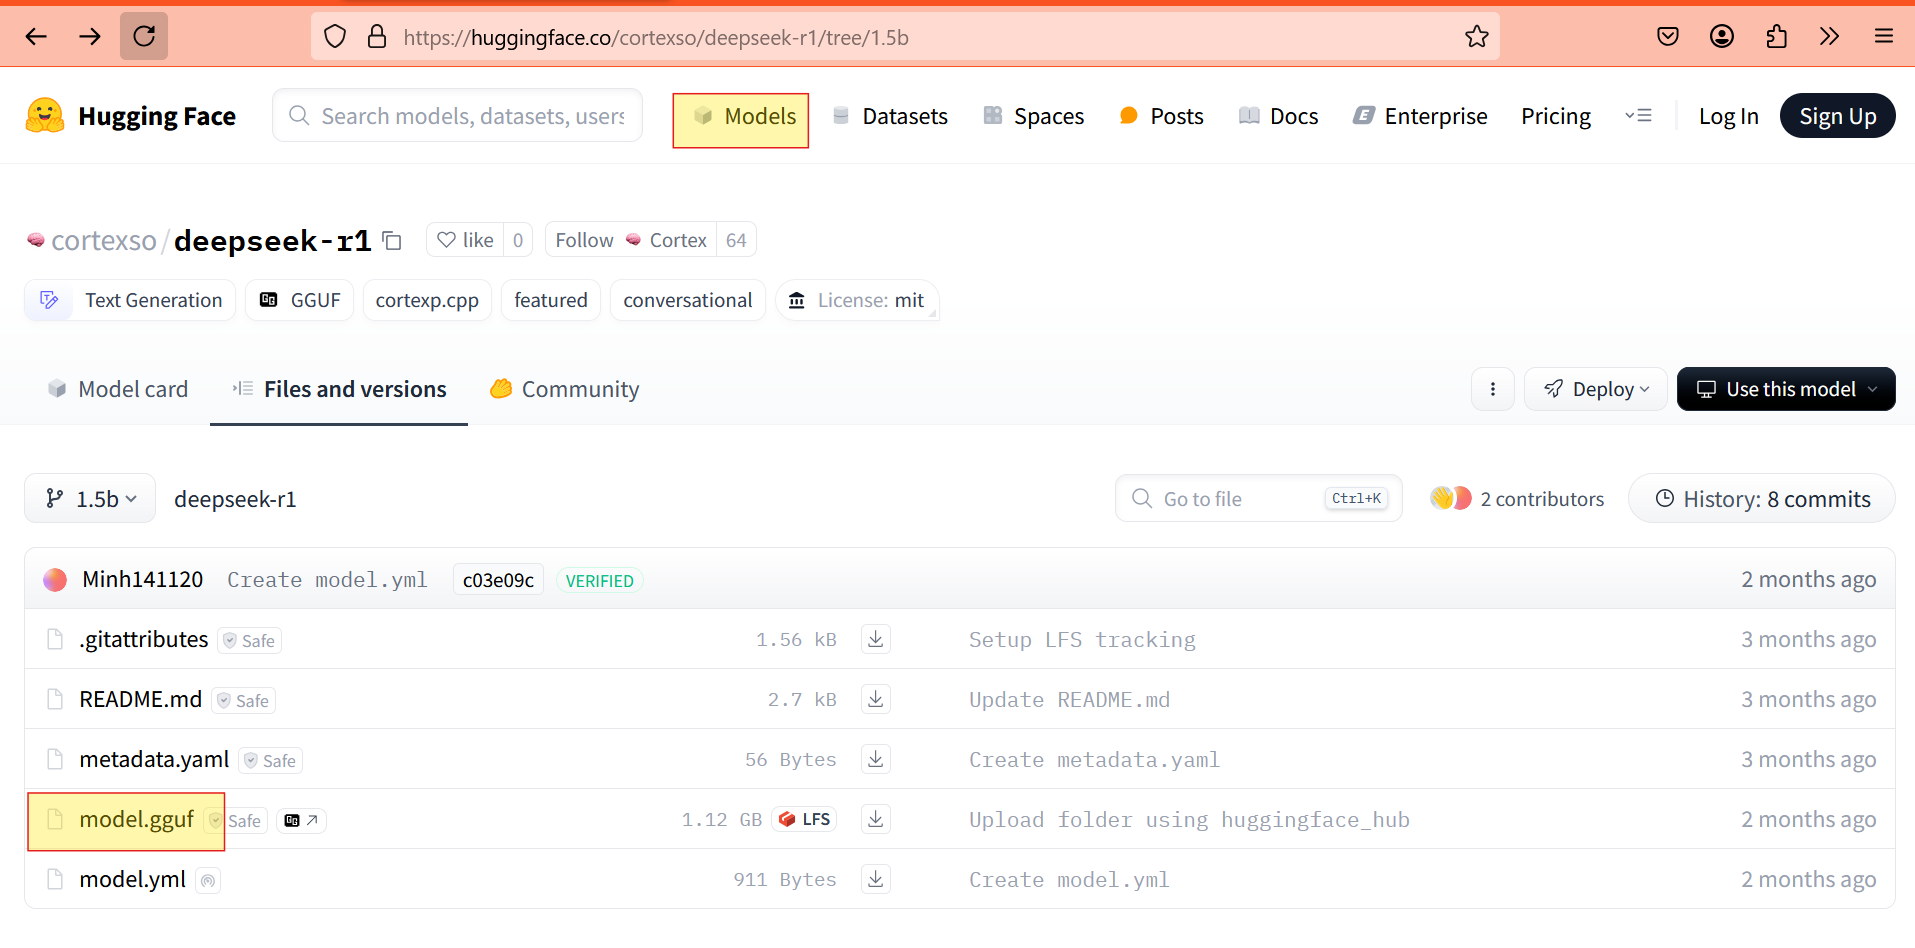 https://huggingface.co/cortexso/deepseek-r1/tree/1.5b
Hugging Face Search models, datasets, users Models Datasets Spaces Posts Docs Enterprise Pricing Log In Sign Up
cortexso/deepseek-r1 like 0 Follow Cortex 64
Text Generation GGUF cortexp.cpp featured conversational License: mit
Model card Files and versions Community Deploy Use this model
1.5b deepseek-r1 Go to file Ctrl+K 2 contributors History: 8 commits
Minh141120 Create model.yml c03e09c VERIFIED 2 months ago
.gitattributes Safe 1.56 kB Setup LFS tracking 3 months ago
README.md Safe 2.7 kB Update README.md 3 months ago
metadata.yaml Safe 56 Bytes Create metadata.yaml 3 months ago
model.gguf Safe 1.12 GB LFS Upload folder using huggingface_hub 2 months ago
model.yml 911 Bytes Create model.yml 2 months ago